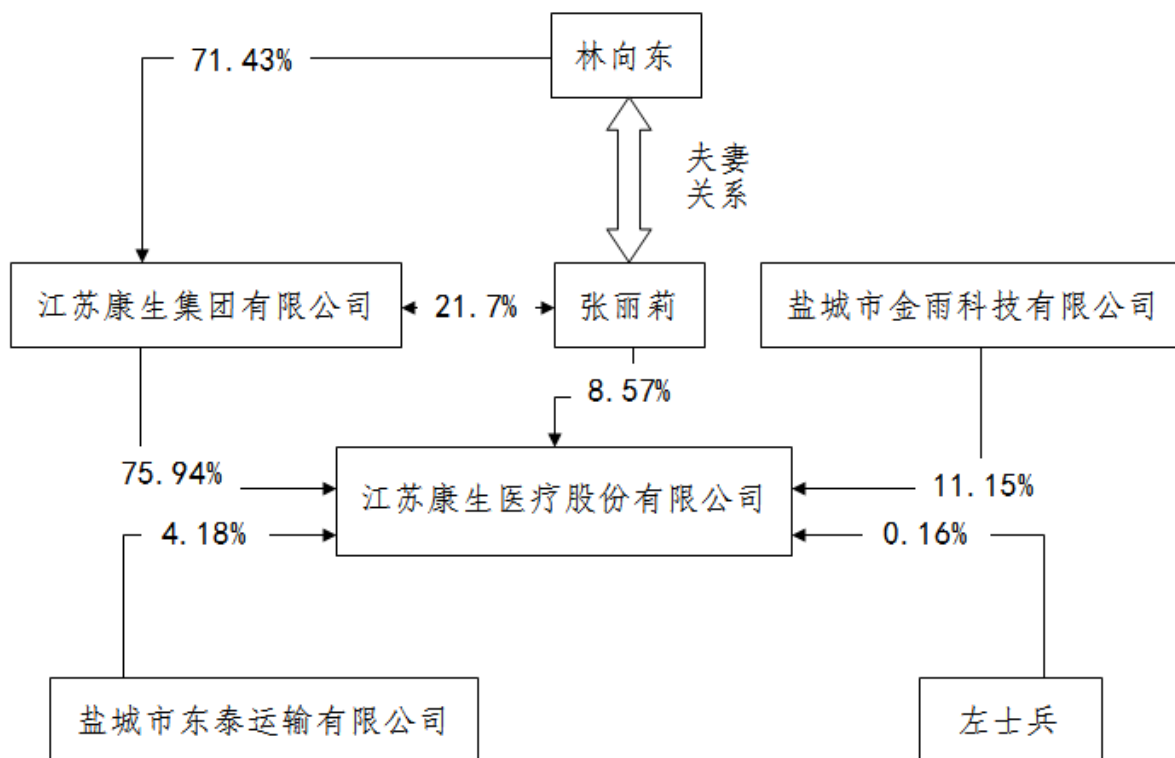 林向东
71.43%
夫妻
关系
江苏康生集团有限公司
21.7%
张丽莉
盐城市金雨科技有限公司
8.57%
75.94%
江苏康生医疗股份有限公司
11.15%
4.18%
0.16%
盐城市东泰运输有限公司
左士兵